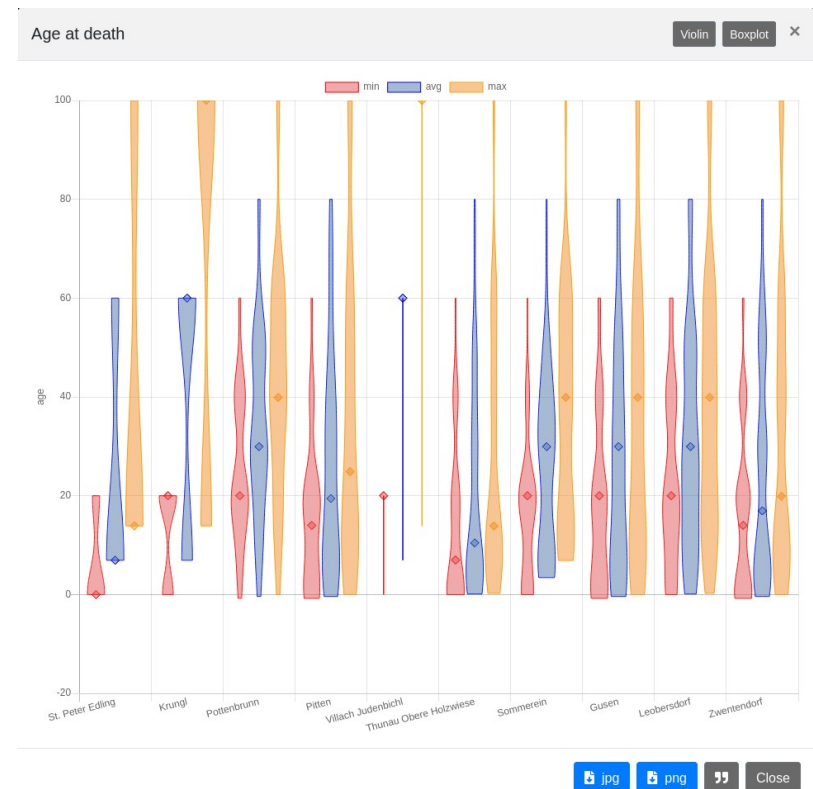 Age at death
Violin
Boxplot
×
min avg max
100
80
60
40
20
0
-20
age
St. Peter Edling
Krungl
Pottenbrunn
Pitten
Villach Judenbichl
Thunau Obere Holzwiese
Sommerein
Gusen
Leobersdorf
Zwentendorf
jpg
png
Close